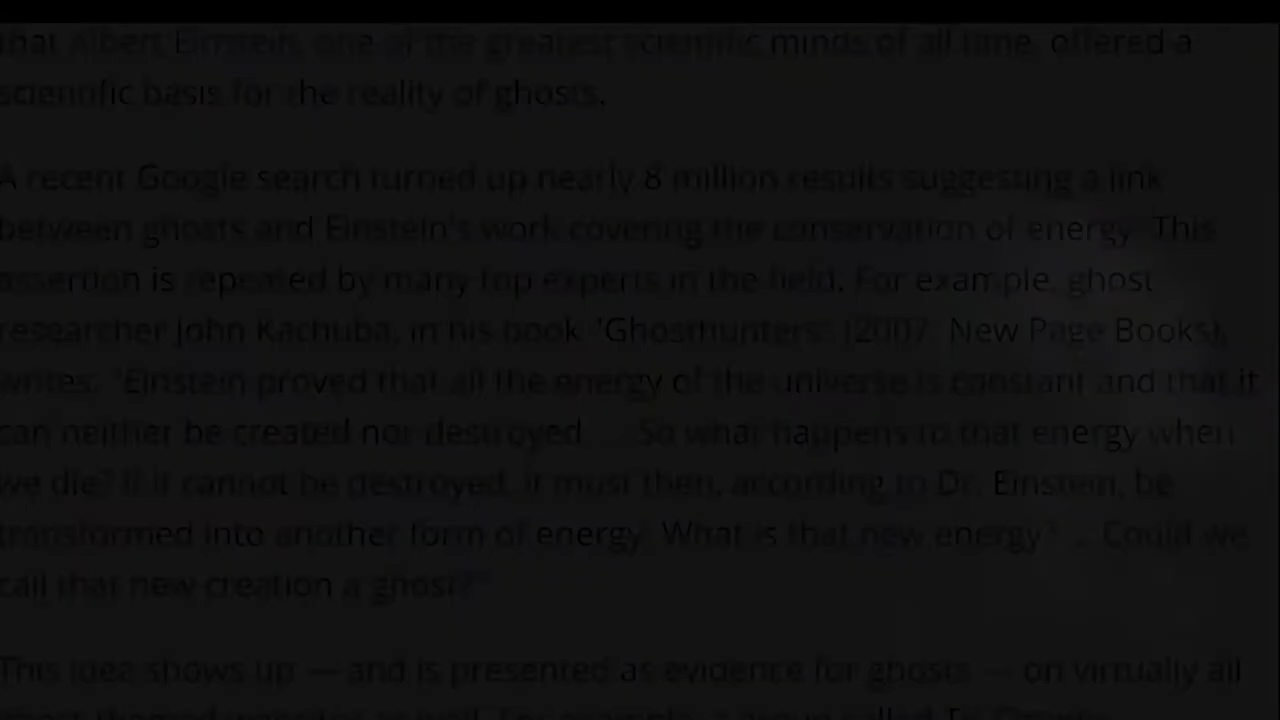 that Albert Einstein, one of the greatest scientific minds of all time, offered a
scientific basis for the reality of ghosts.
A recent Google search turned up nearly 8 million results suggesting a link
between ghosts and Einstein's work covering the conservation of energy. This
assertion is repeated by many top experts in the field. For example, ghost
researcher John Kachuba, in his book "Ghosthunters" (2007, New Page Books),
writes, "Einstein proved that all the energy of the universe is constant and that it
can neither be created nor destroyed. ... So what happens to that energy when
we die? If it cannot be destroyed, it must then, according to Dr. Einstein, be
transformed into another form of energy. What is that new energy? ... Could we
call that new creation a ghost?"
This idea shows up — and is presented as evidence for ghosts — on virtually all